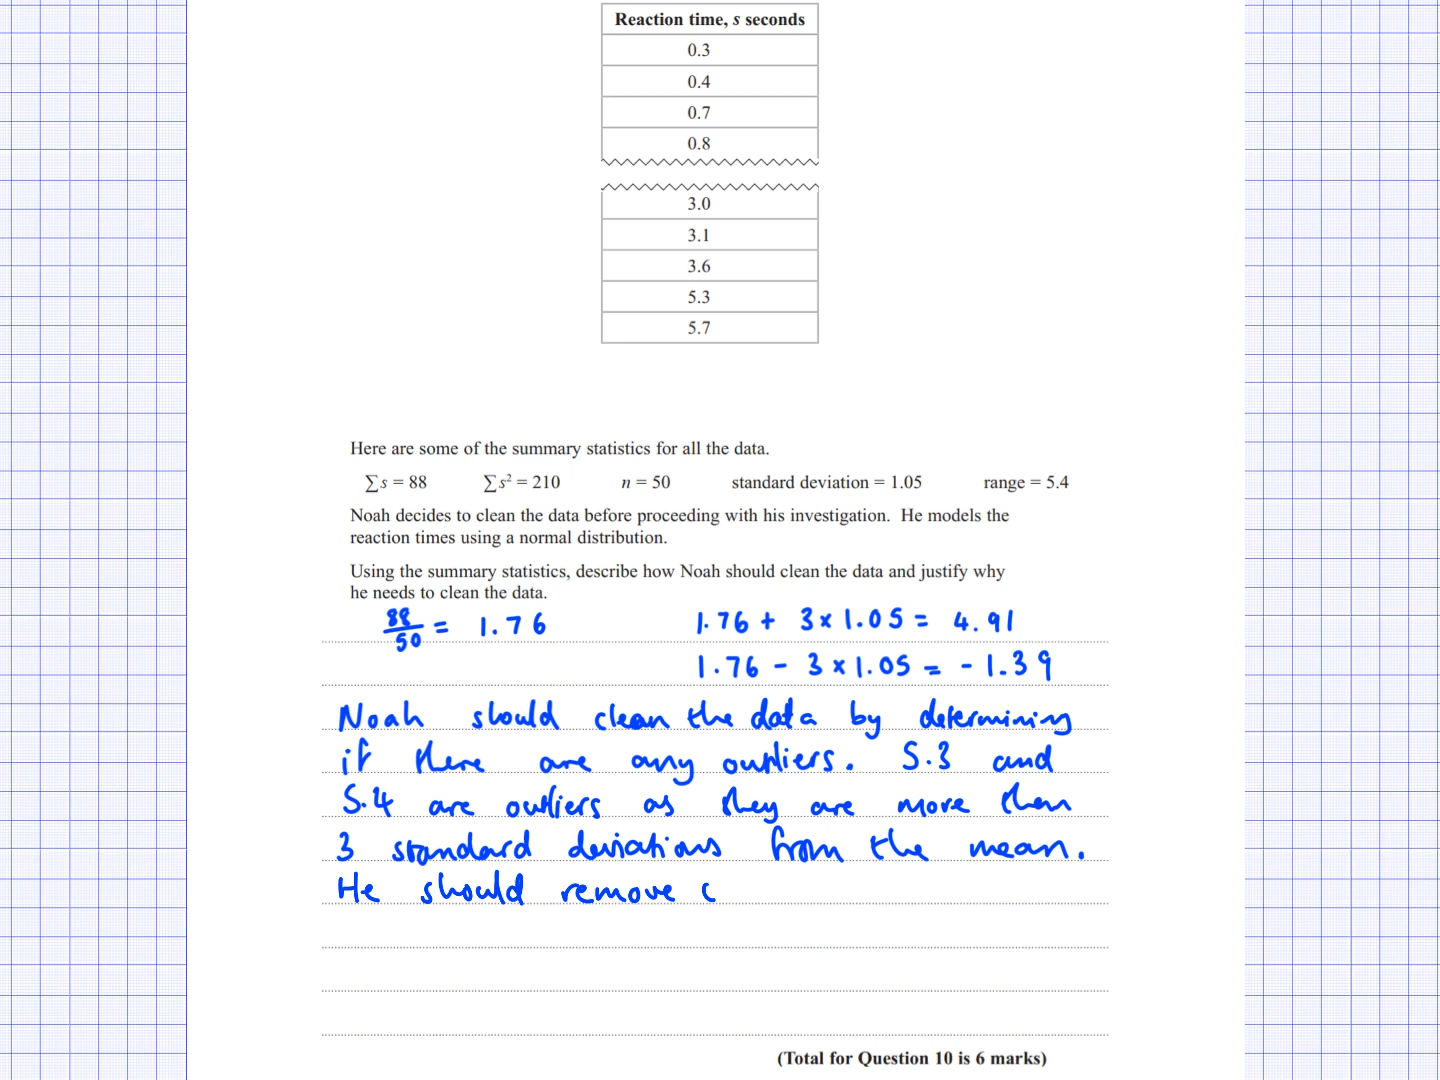 Reaction time, s seconds
0.3
0.4
0.7
0.8
3.0
3.1
3.6
5.3
5.7
Here are some of the summary statistics for all the data.
∑s = 88 ∑s² = 210 n = 50 standard deviation = 1.05 range = 5.4
Noah decides to clean the data before proceeding with his investigation. He models the
reaction times using a normal distribution.
Using the summary statistics, describe how Noah should clean the data and justify why
he needs to clean the data.
88/50 = 1.76 1.76 + 3 × 1.05 = 4.91
1.76 - 3 × 1.05 = -1.39
Noah should clean the data by determining
if there are any outliers. 5.3 and
5.4 are outliers as they are more than
3 standard deviations from the mean.
He should remove
(Total for Question 10 is 6 marks)